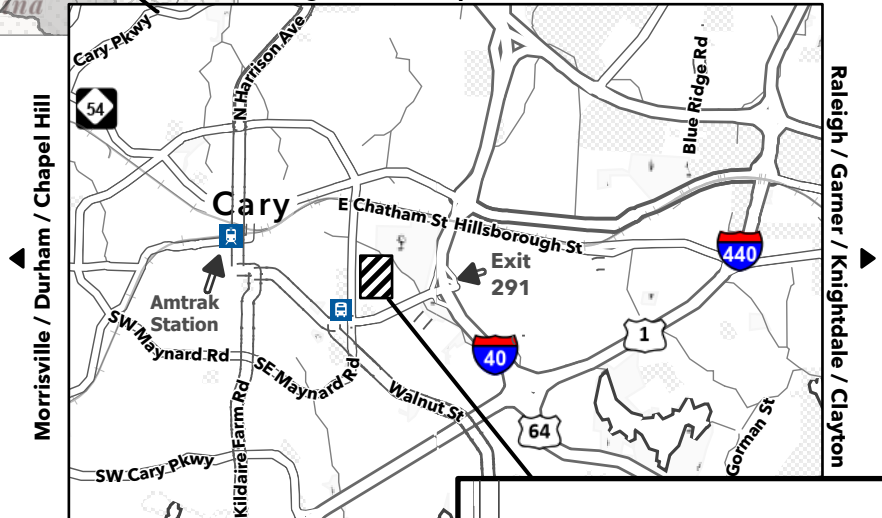 na
Cary Pkwy
N Harrison Ave
54
Blue Ridge Rd
Morrisville / Durham / Chapel Hill
Raleigh / Garner / Knightdale / Clayton
Cary
E Chatham St
Hillsborough St
440
Exit
291
Amtrak
Station
1
SW Maynard Rd
40
SE Maynard Rd
Walnut St
64
Gorman St
Kildaire Farm Rd
SW Cary Pkwy